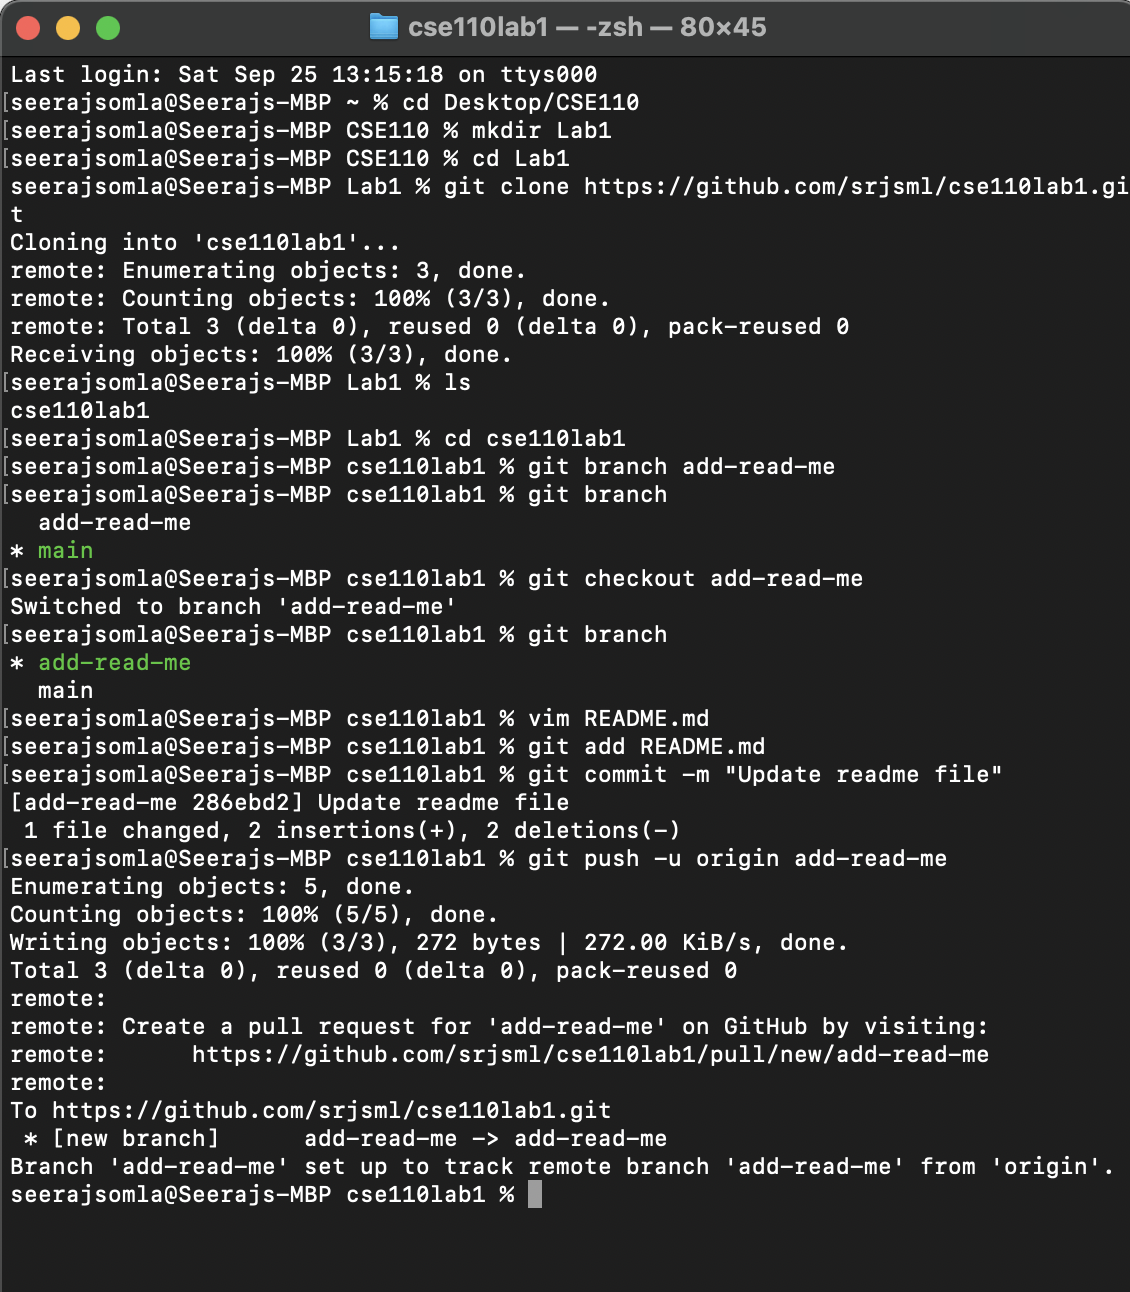 cse110lab1 — -zsh — 80×45
Last login: Sat Sep 25 13:15:18 on ttys000
[seerajsomla@Seerajs-MBP ~ % cd Desktop/CSE110
[seerajsomla@Seerajs-MBP CSE110 % mkdir Lab1
[seerajsomla@Seerajs-MBP CSE110 % cd Lab1
seerajsomla@Seerajs-MBP Lab1 % git clone https://github.com/srjsml/cse110lab1.gi
t
Cloning into 'cse110lab1'...
remote: Enumerating objects: 3, done.
remote: Counting objects: 100% (3/3), done.
remote: Total 3 (delta 0), reused 0 (delta 0), pack-reused 0
Receiving objects: 100% (3/3), done.
[seerajsomla@Seerajs-MBP Lab1 % ls
cse110lab1
[seerajsomla@Seerajs-MBP Lab1 % cd cse110lab1
[seerajsomla@Seerajs-MBP cse110lab1 % git branch add-read-me
[seerajsomla@Seerajs-MBP cse110lab1 % git branch
  add-read-me
* main
[seerajsomla@Seerajs-MBP cse110lab1 % git checkout add-read-me
Switched to branch 'add-read-me'
[seerajsomla@Seerajs-MBP cse110lab1 % git branch
* add-read-me
  main
[seerajsomla@Seerajs-MBP cse110lab1 % vim README.md
[seerajsomla@Seerajs-MBP cse110lab1 % git add README.md
[seerajsomla@Seerajs-MBP cse110lab1 % git commit -m "Update readme file"
[add-read-me 286ebd2] Update readme file
 1 file changed, 2 insertions(+), 2 deletions(-)
[seerajsomla@Seerajs-MBP cse110lab1 % git push -u origin add-read-me
Enumerating objects: 5, done.
Counting objects: 100% (5/5), done.
Writing objects: 100% (3/3), 272 bytes | 272.00 KiB/s, done.
Total 3 (delta 0), reused 0 (delta 0), pack-reused 0
remote:
remote: Create a pull request for 'add-read-me' on GitHub by visiting:
remote:      https://github.com/srjsml/cse110lab1/pull/new/add-read-me
remote:
To https://github.com/srjsml/cse110lab1.git
 * [new branch]      add-read-me -> add-read-me
Branch 'add-read-me' set up to track remote branch 'add-read-me' from 'origin'.
seerajsomla@Seerajs-MBP cse110lab1 %